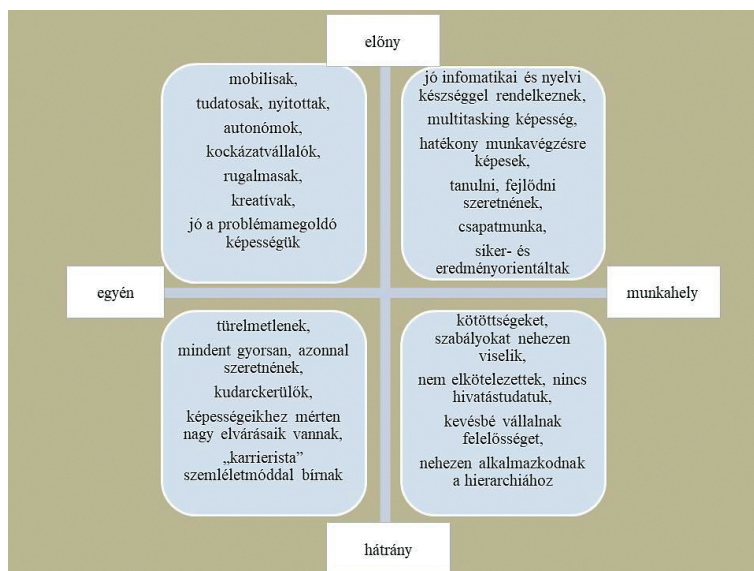 előny
mobilisak,
tudatosak, nyitottak,
autonómok,
kockázatvállalók,
rugalmasak,
kreatívak,
jó a problémamegoldó
képességük
jó infomatikai és nyelvi
készséggel rendelkeznek,
multitasking képesség,
hatékony munkavégzésre
képesek,
tanulni, fejlődni
szeretnének,
csapatmunka,
siker- és
eredményorientáltak
egyén
munkahely
türelmetlenek,
mindent gyorsan, azonnal
szeretnének,
kudarckerülők,
képességeikhez mérten
nagy elvárásaik vannak,
„karrierista”
szemléletmóddal bírnak
kötöttségeket,
szabályokat nehezen
viselik,
nem elkötelezettek, nincs
hivatástudatuk,
kevésbé vállalnak
felelősséget,
nehezen alkalmazkodnak
a hierarchiához
hátrány